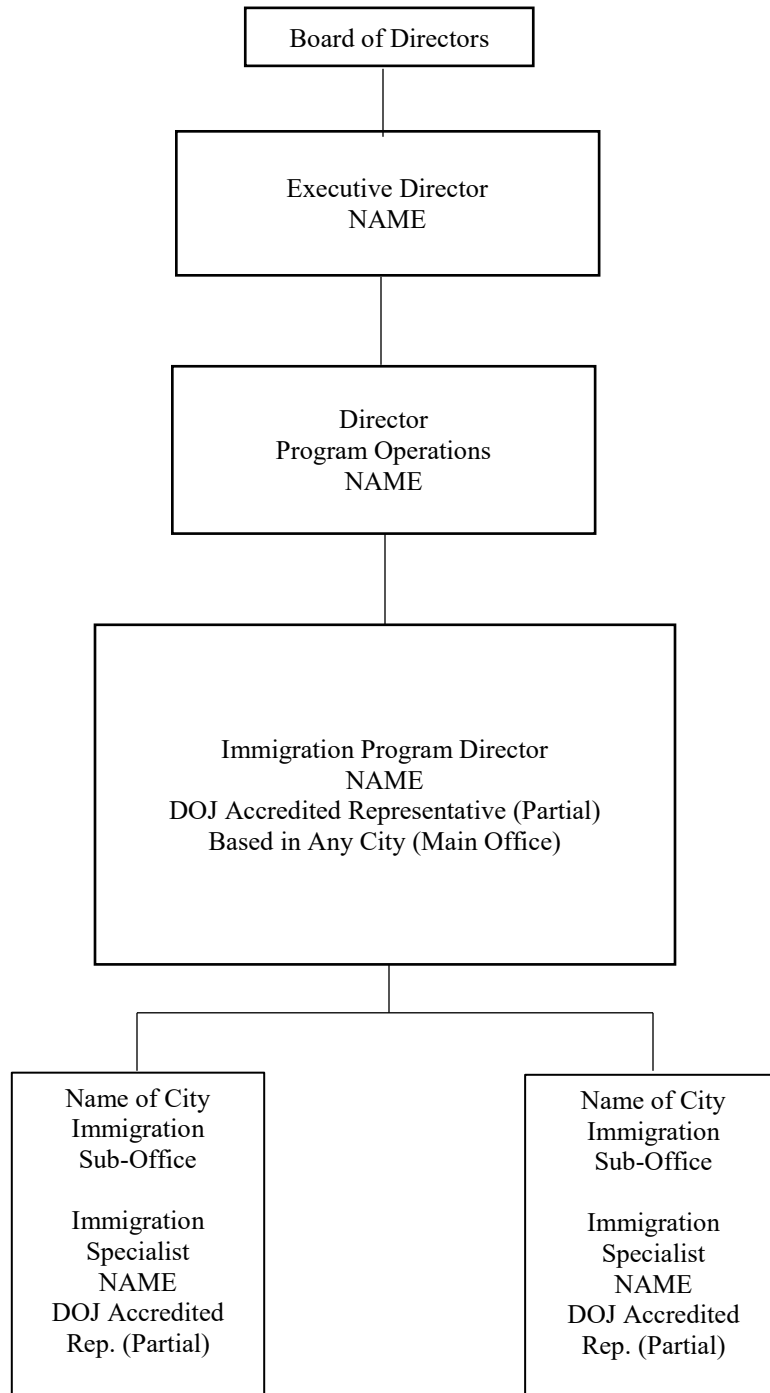 Board of Directors
Executive Director
NAME
Director
Program Operations
NAME
Immigration Program Director
NAME
DOJ Accredited Representative (Partial)
Based in Any City (Main Office)
Name of City
Immigration
Sub-Office
Immigration
Specialist
NAME
DOJ Accredited
Rep. (Partial)
Name of City
Immigration
Sub-Office
Immigration
Specialist
NAME
DOJ Accredited
Rep. (Partial)